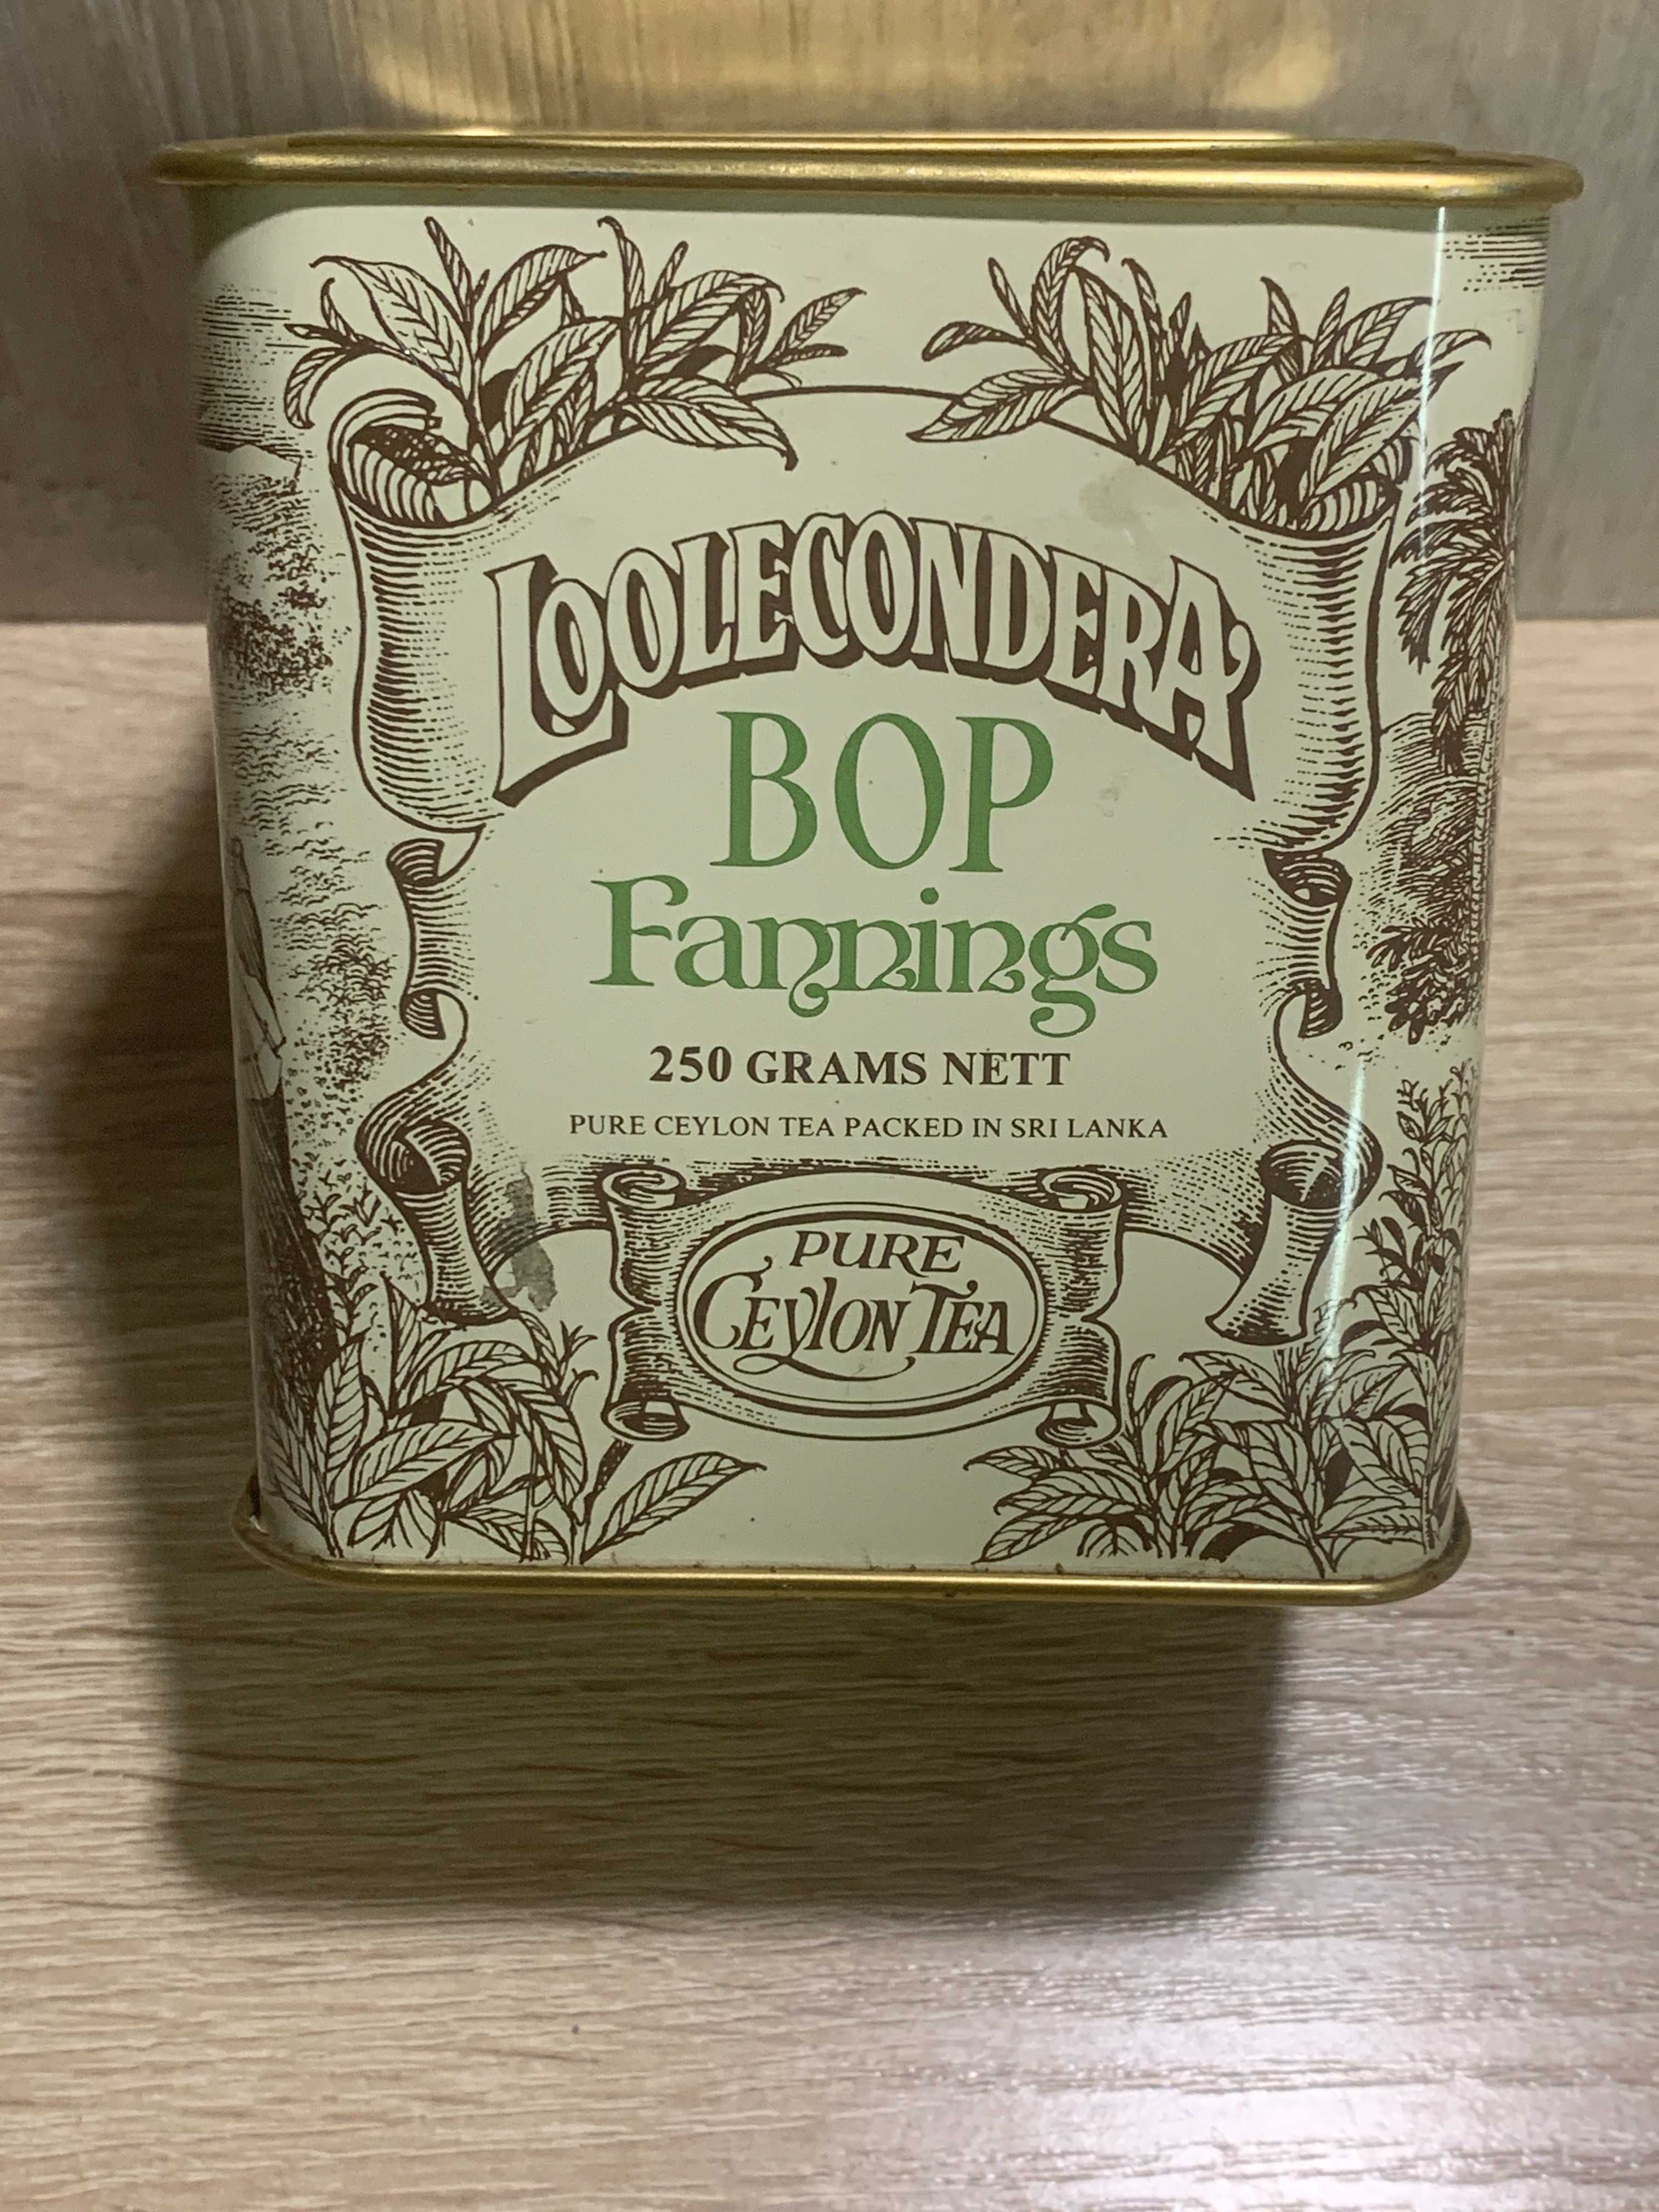 LOOLECONDERA
BOP
Fannings
250 GRAMS NETT
PURE CEYLON TEA PACKED IN SRI LANKA
PURE
CEYLON TEA